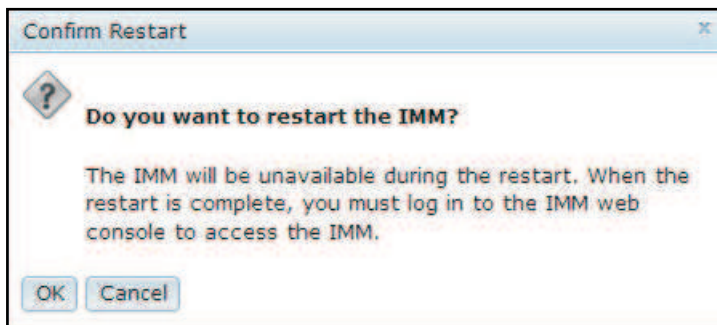 Confirm Restart x
?
Do you want to restart the IMM?
The IMM will be unavailable during the restart. When the
restart is complete, you must log in to the IMM web
console to access the IMM.
OK Cancel